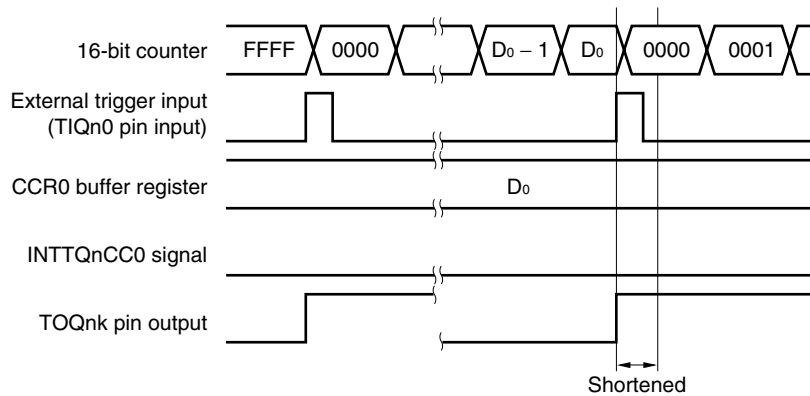 16-bit counter FFFF 0000 D₀ − 1 D₀ 0000 0001
External trigger input
(TIQn0 pin input)
CCR0 buffer register D₀
INTTQnCC0 signal
TOQnk pin output
Shortened